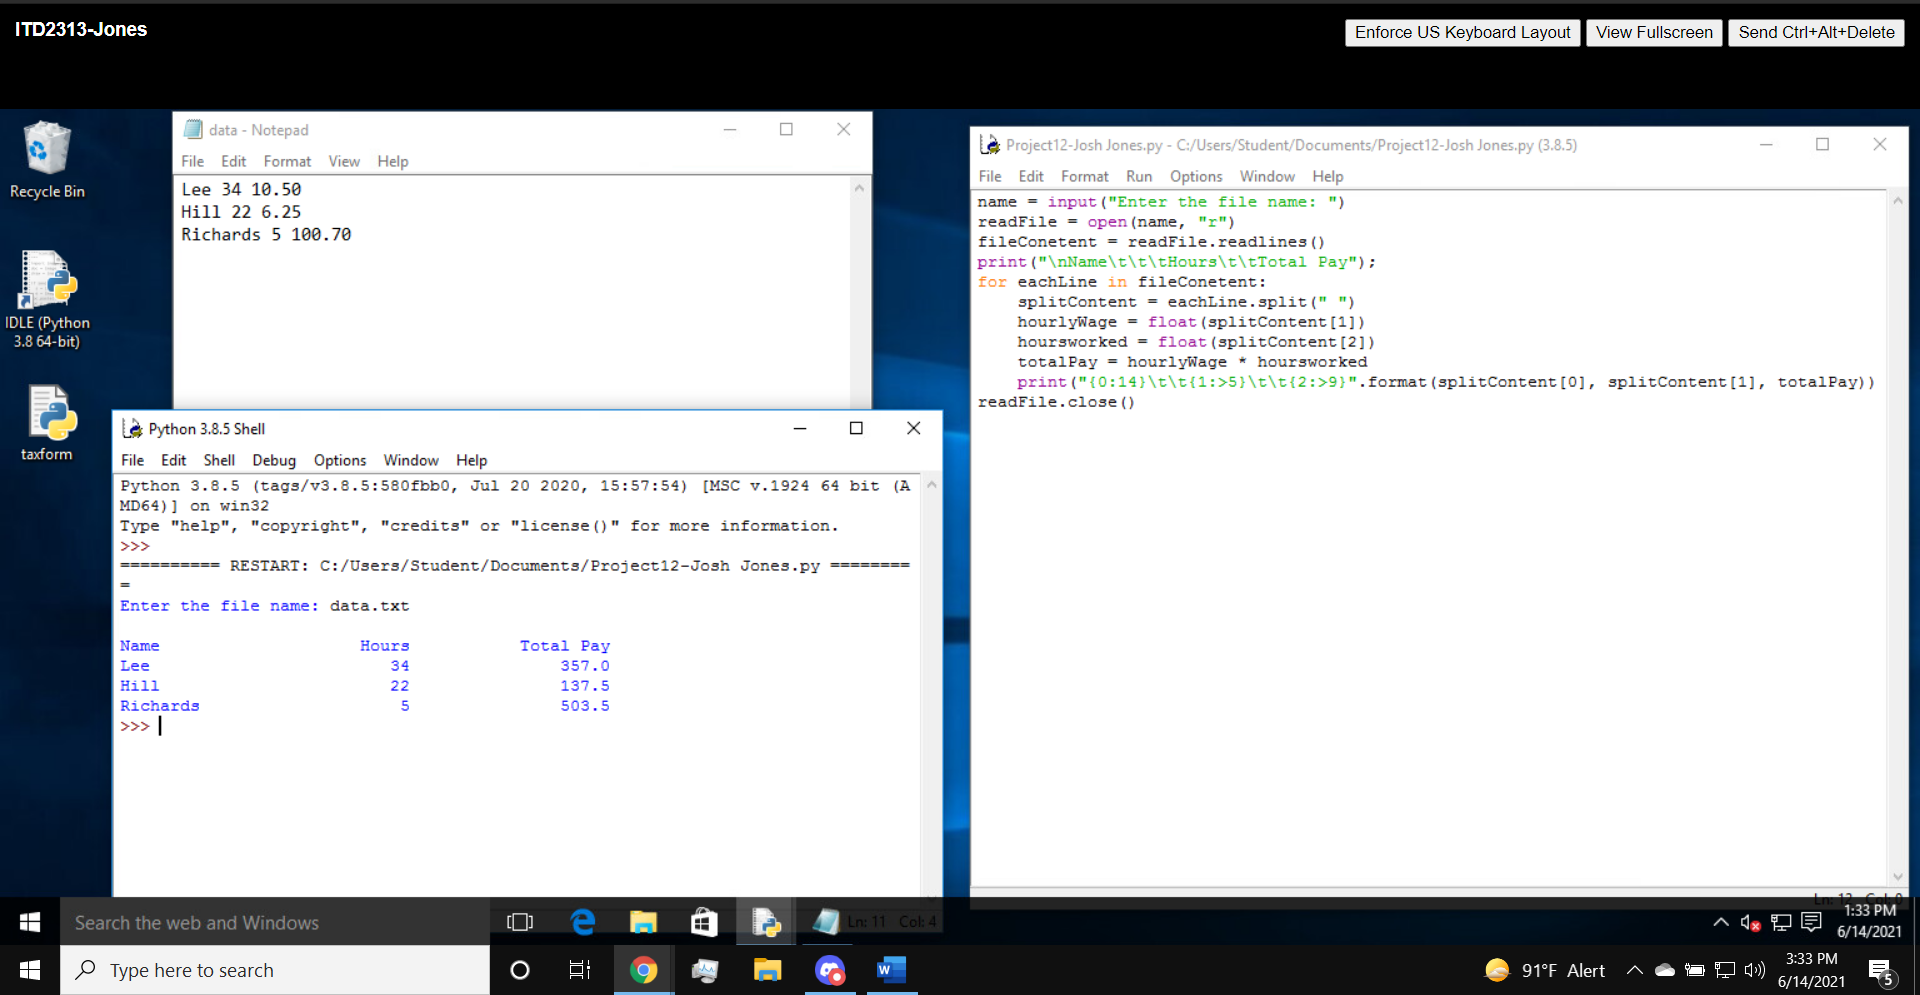 ITD2313-Jones
Enforce US Keyboard Layout
View Fullscreen
Send Ctrl+Alt+Delete
Recycle Bin
IDLE (Python
3.8 64-bit)
taxform
data - Notepad
File Edit Format View Help
Lee 34 10.50
Hill 22 6.25
Richards 5 100.70
Project12-Josh Jones.py - C:/Users/Student/Documents/Project12-Josh Jones.py (3.8.5)
File Edit Format Run Options Window Help
name = input("Enter the file name: ")
readFile = open(name, "r")
fileConetent = readFile.readlines()
print("\nName\t\t\tHours\t\tTotal Pay");
for eachLine in fileConetent:
    splitContent = eachLine.split(" ")
    hourlyWage = float(splitContent[1])
    hoursworked = float(splitContent[2])
    totalPay = hourlyWage * hoursworked
    print("{0:14}\t\t{1:>5}\t\t{2:>9}".format(splitContent[0], splitContent[1], totalPay))
readFile.close()
Ln: 12 Col: 0
Python 3.8.5 Shell
File Edit Shell Debug Options Window Help
Python 3.8.5 (tags/v3.8.5:580fbb0, Jul 20 2020, 15:57:54) [MSC v.1924 64 bit (A
MD64)] on win32
Type "help", "copyright", "credits" or "license()" for more information.
>>>
========== RESTART: C:/Users/Student/Documents/Project12-Josh Jones.py ========
=
Enter the file name: data.txt
Name Hours Total Pay
Lee 34 357.0
Hill 22 137.5
Richards 5 503.5
>>>
Ln: 11 Col: 4
Search the web and Windows
1:33 PM
6/14/2021
Type here to search
W
91°F Alert
3:33 PM
6/14/2021
5